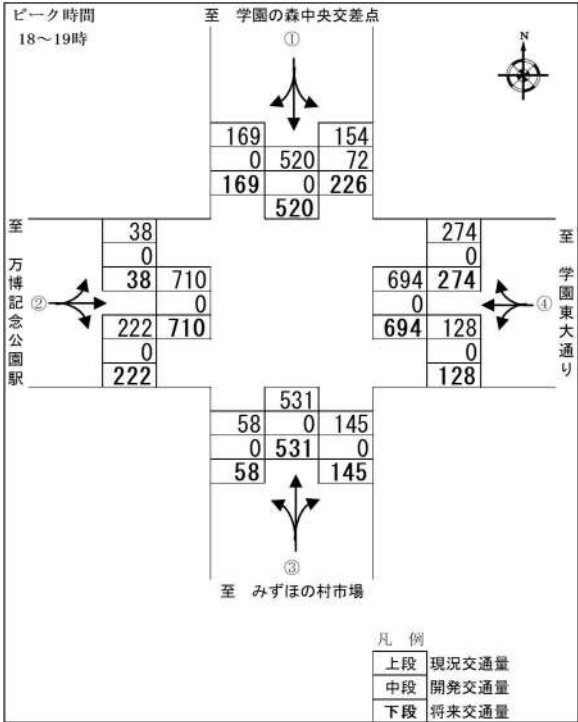 ピーク時間
18～19時
至 学園の森中央交差点
①
N
169 154
0 520 72
169 0 226
520
至 万博記念公園駅
38
0
38 710
②
0
222 710
0
222
274
0
694 274
0
④
694 128
0
128
至 学園東大通り
531
58 0 145
0 531 0
58 145
③
至 みずほの村市場
凡 例
上段 現況交通量
中段 開発交通量
下段 将来交通量